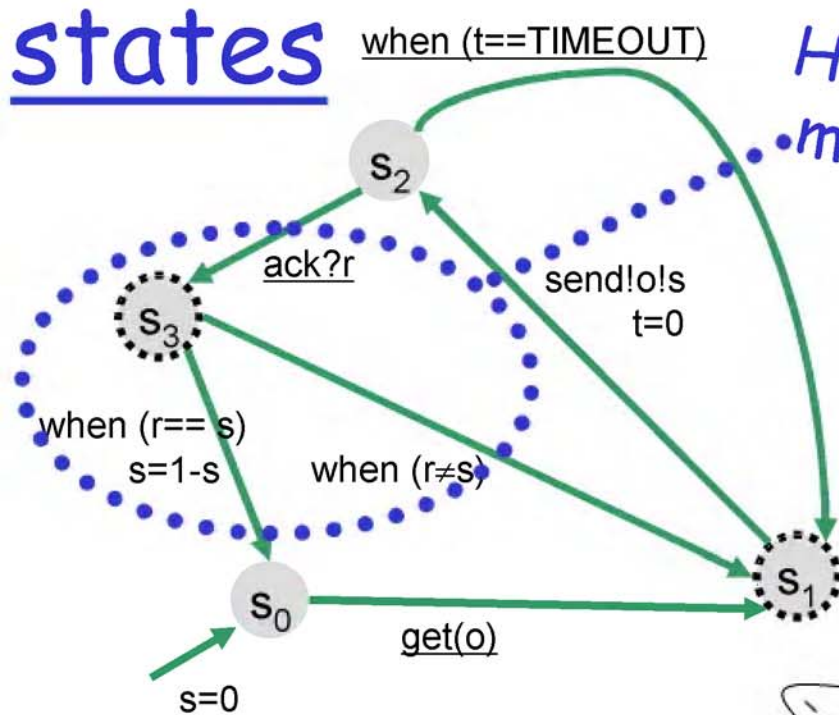 states
when (t==TIMEOUT)
H
m
s₂
ack?r
send!o!s
t=0
s₃
when (r== s)
s=1-s
when (r≠s)
s₁
s₀
get(o)
s=0